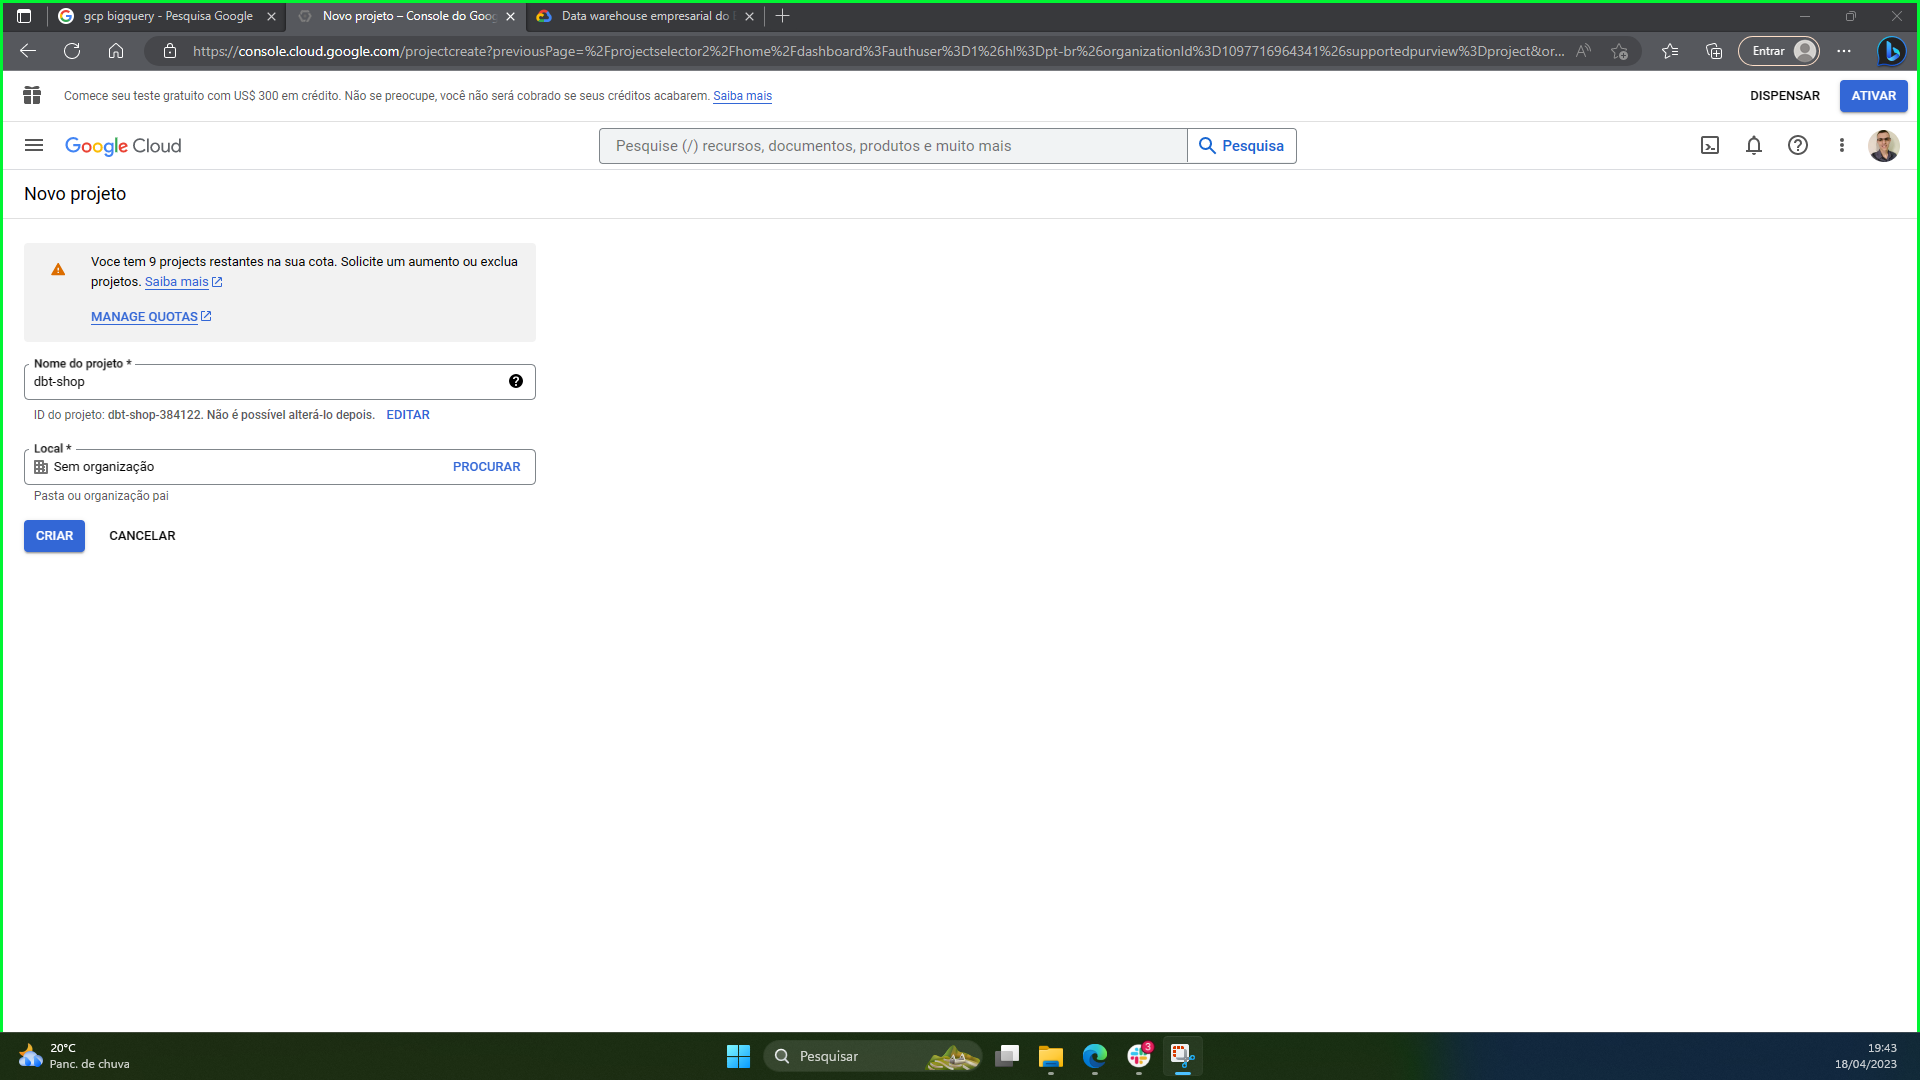 gcp bigquery - Pesquisa Google
Novo projeto – Console do Goog
Data warehouse empresarial do
https://console.cloud.google.com/projectcreate?previousPage=%2Fprojectselector2%2Fhome%2Fdashboard%3Fauthuser%3D1%26hl%3Dpt-br%26organizationId%3D1097716964341%26supportedpurview%3Dproject&or...
Entrar
Comece seu teste gratuito com US$ 300 em crédito. Não se preocupe, você não será cobrado se seus créditos acabarem. Saiba mais
DISPENSAR
ATIVAR
Google Cloud
Pesquise (/) recursos, documentos, produtos e muito mais
Pesquisa
Novo projeto
Voce tem 9 projects restantes na sua cota. Solicite um aumento ou exclua
projetos. Saiba mais
MANAGE QUOTAS
Nome do projeto *
dbt-shop
ID do projeto: dbt-shop-384122. Não é possível alterá-lo depois. EDITAR
Local *
Sem organização
PROCURAR
Pasta ou organização pai
CRIAR
CANCELAR
20°C
Panc. de chuva
Pesquisar
3
19:43
18/04/2023